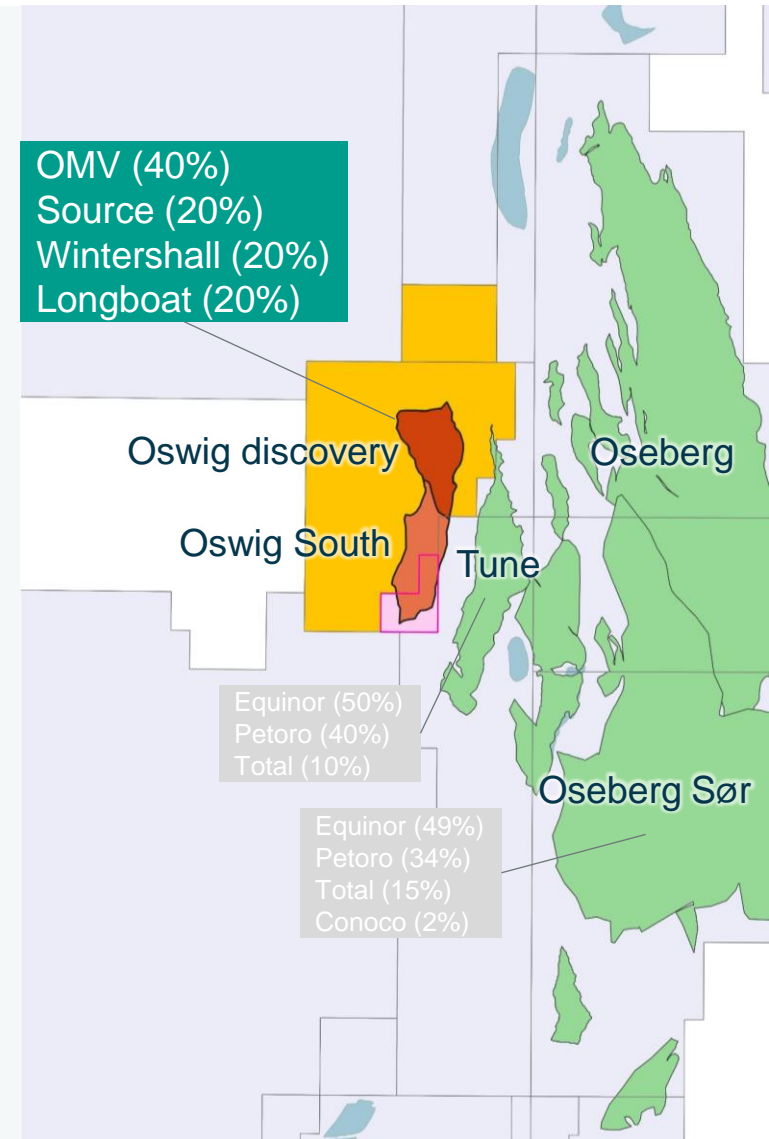 OMV (40%)
Source (20%)
Wintershall (20%)
Longboat (20%)
Oswig discovery
Oseberg
Oswig South
Tune
Equinor (50%)
Petoro (40%)
Total (10%)
Oseberg Sør
Equinor (49%)
Petoro (34%)
Total (15%)
Conoco (2%)